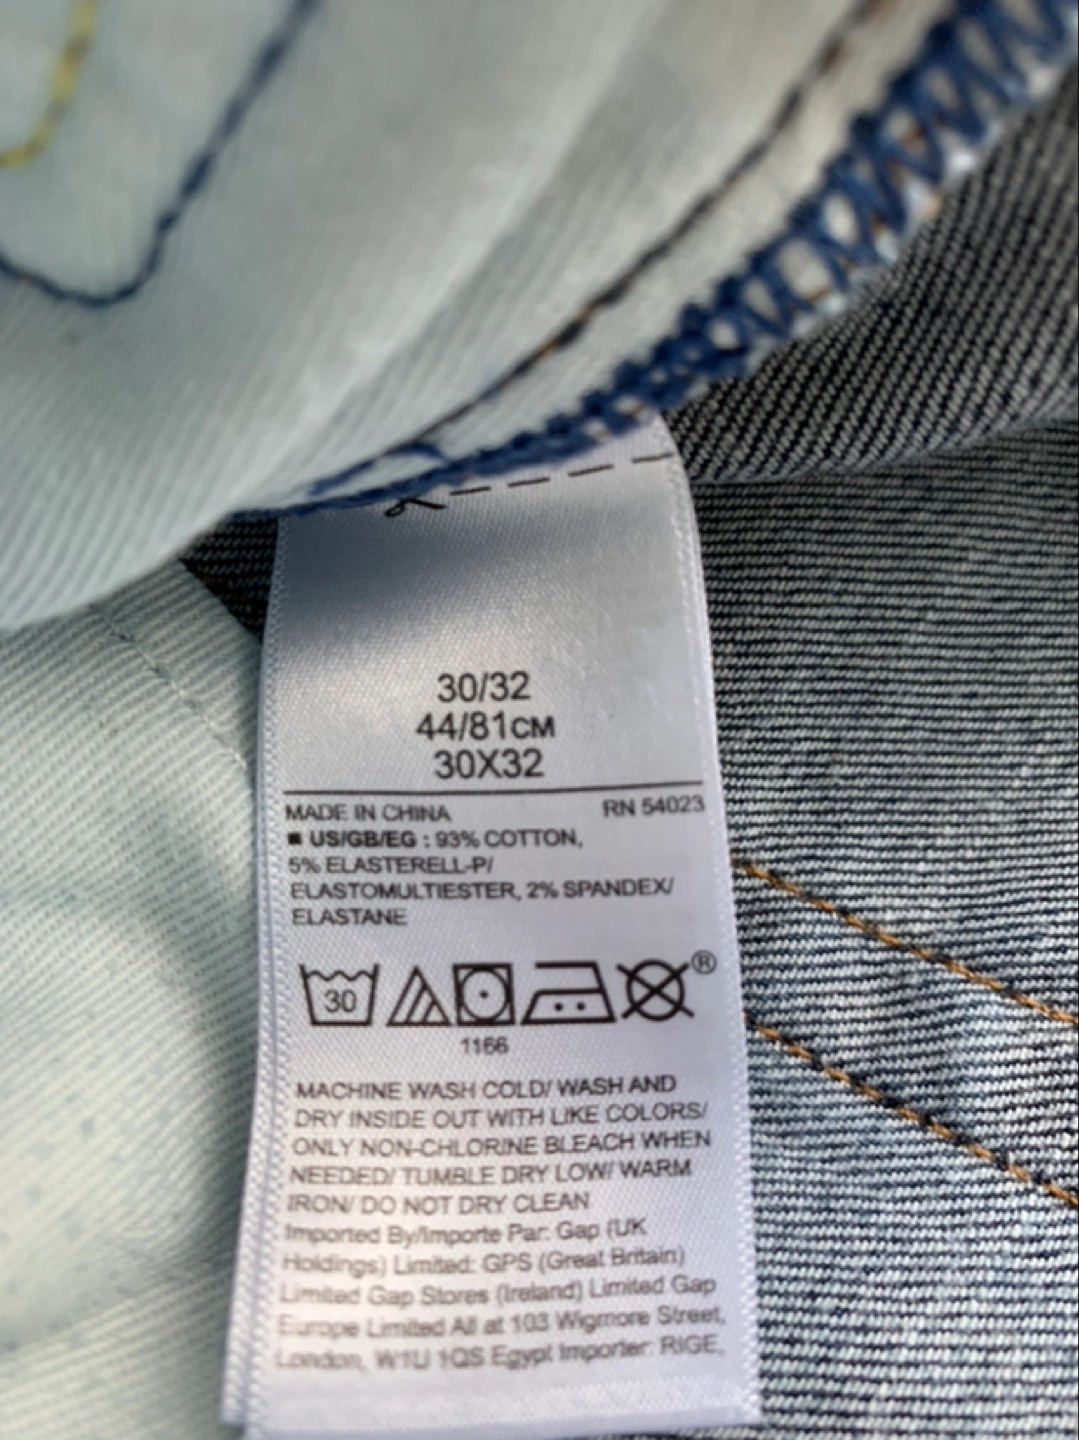 30/32
44/81CM
30X32
MADE IN CHINA RN 54023
■ US/GB/EG : 93% COTTON,
5% ELASTERELL-P/
ELASTOMULTIESTER, 2% SPANDEX/
ELASTANE
30 ®
1166
MACHINE WASH COLD/ WASH AND
DRY INSIDE OUT WITH LIKE COLORS/
ONLY NON-CHLORINE BLEACH WHEN
NEEDED/ TUMBLE DRY LOW/ WARM
IRON/ DO NOT DRY CLEAN
Imported By/Importe Par: Gap (UK
Holdings) Limited: GPS (Great Britain)
Limited Gap Stores (Ireland) Limited Gap
Europe Limited All at 103 Wigmore Street,
London, W1U 1QS Egypt Importer: RIGE,